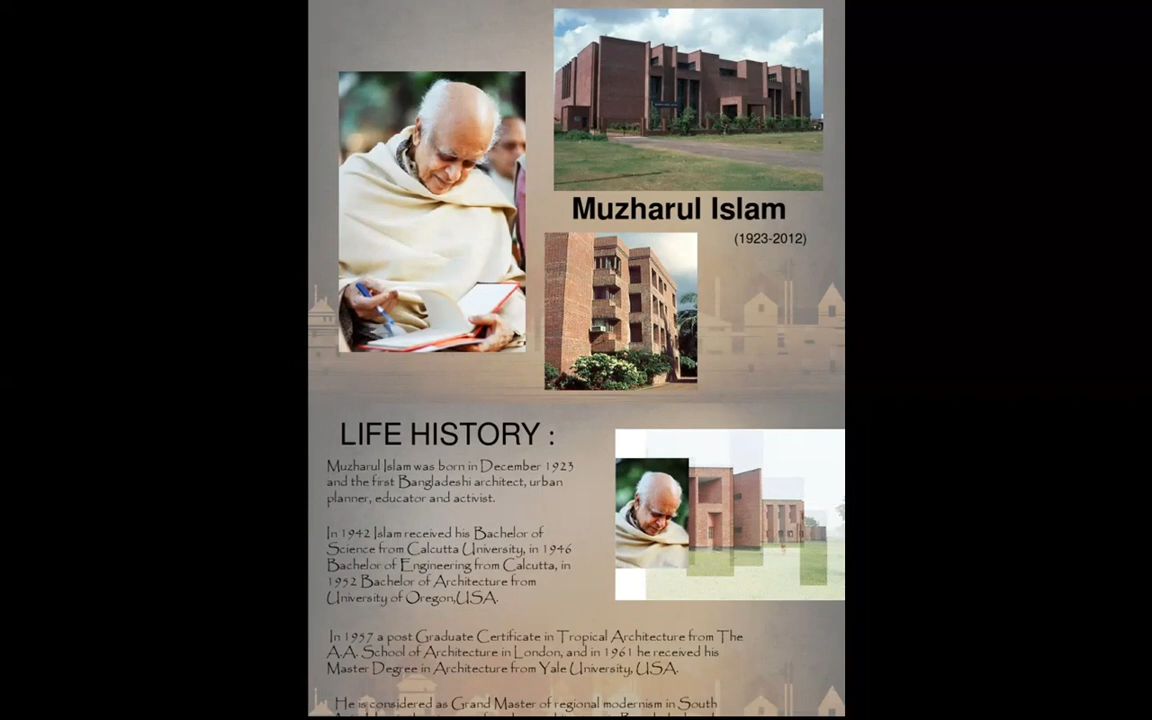 Muzharul Islam
(1923-2012)
LIFE HISTORY :
Muzharul Islam was born in December 1923
and the first Bangladeshi architect, urban
planner, educator and activist.
In 1942 Islam received his Bachelor of
Science from Calcutta University, in 1946
Bachelor of Engineering from Calcutta, in
1952 Bachelor of Architecture from
University of Oregon,USA.
In 1957 a post Graduate Certificate in Tropical Architecture from The
A.A. School of Architecture in London, and in 1961 he received his
Master Degree in Architecture from Yale University, USA.
He is considered as Grand Master of regional modernism in South